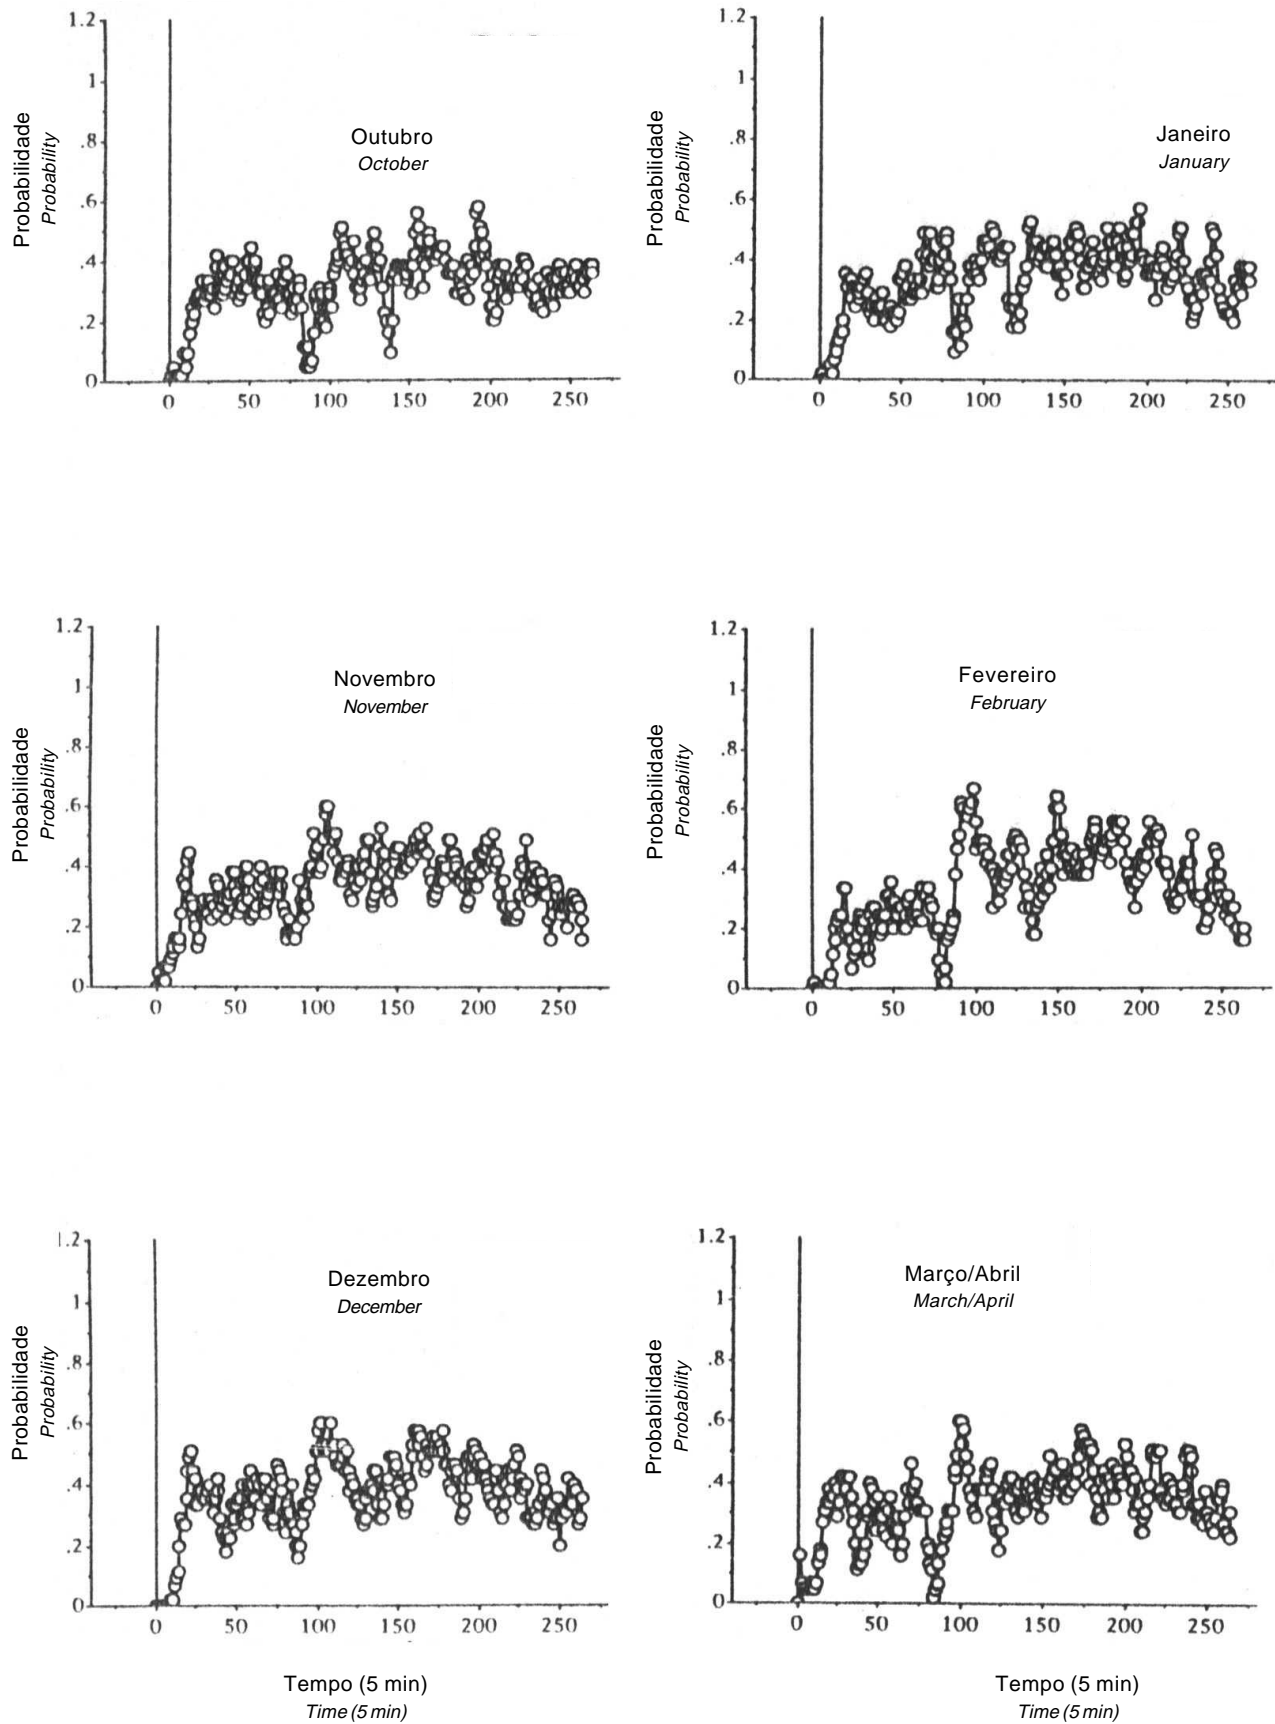 1.2
1
.8
.6
.4
.2
0
0 50 100 150 200 250
Probabilidade
Probability
Outubro
October
1.2
1
.8
.6
.4
.2
0
0 50 100 150 200 250
Probabilidade
Probability
Janeiro
January
1.2
1
.8
.6
.4
.2
0
0 50 100 150 200 250
Probabilidade
Probability
Novembro
November
1.2
1
.8
.6
.4
.2
0
0 50 100 150 200 250
Probabilidade
Probability
Fevereiro
February
1.2
1
.8
.6
.4
.2
0
0 50 100 150 200 250
Probabilidade
Probability
Dezembro
December
Tempo (5 min)
Time (5 min)
1.2
1
.8
.6
.4
.2
0
0 50 100 150 200 250
Probabilidade
Probability
Março/Abril
March/April
Tempo (5 min)
Time (5 min)